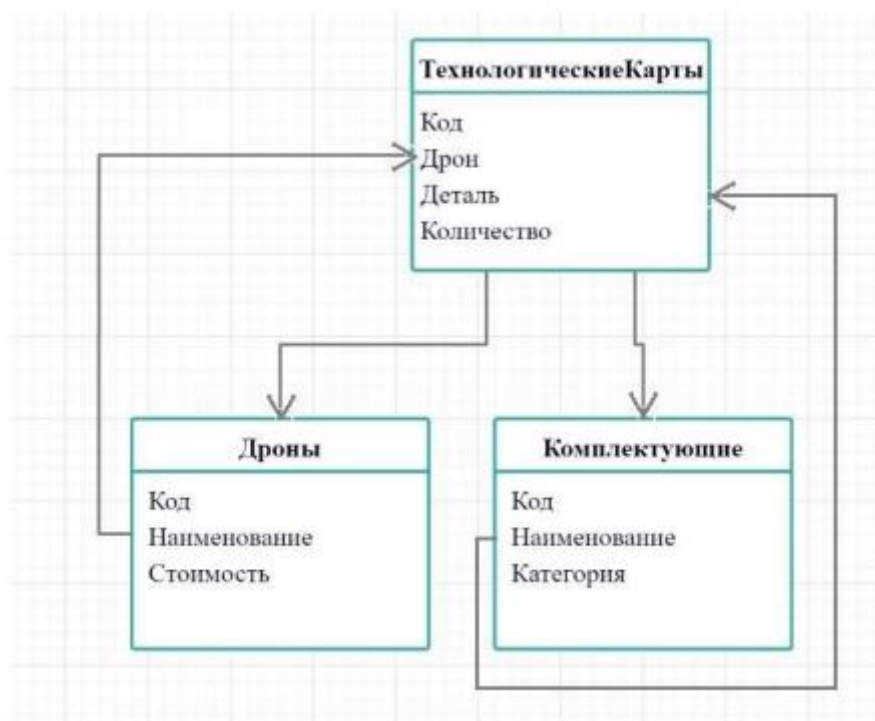 ТехнологическиеКарты
Код
Дрон
Деталь
Количество
Дроны
Код
Наименование
Стоимость
Комплектующие
Код
Наименование
Категория